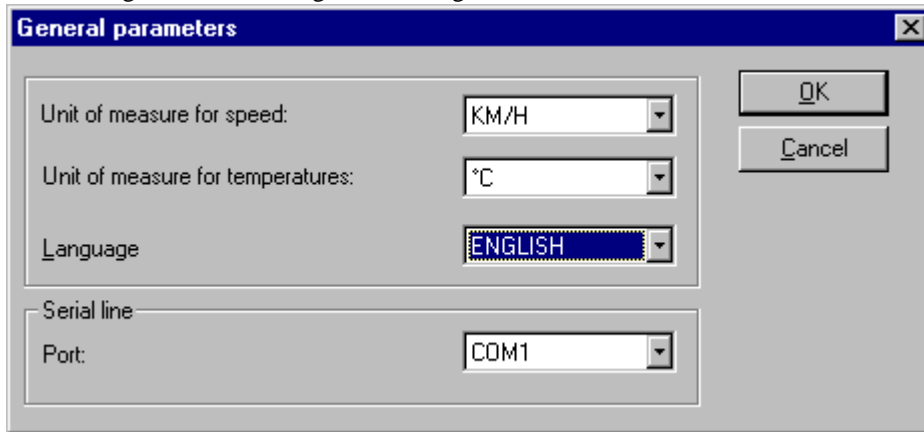 General parameters
Unit of measure for speed: KM/H
OK
Unit of measure for temperatures: °C
Cancel
Language ENGLISH
Serial line
Port: COM1